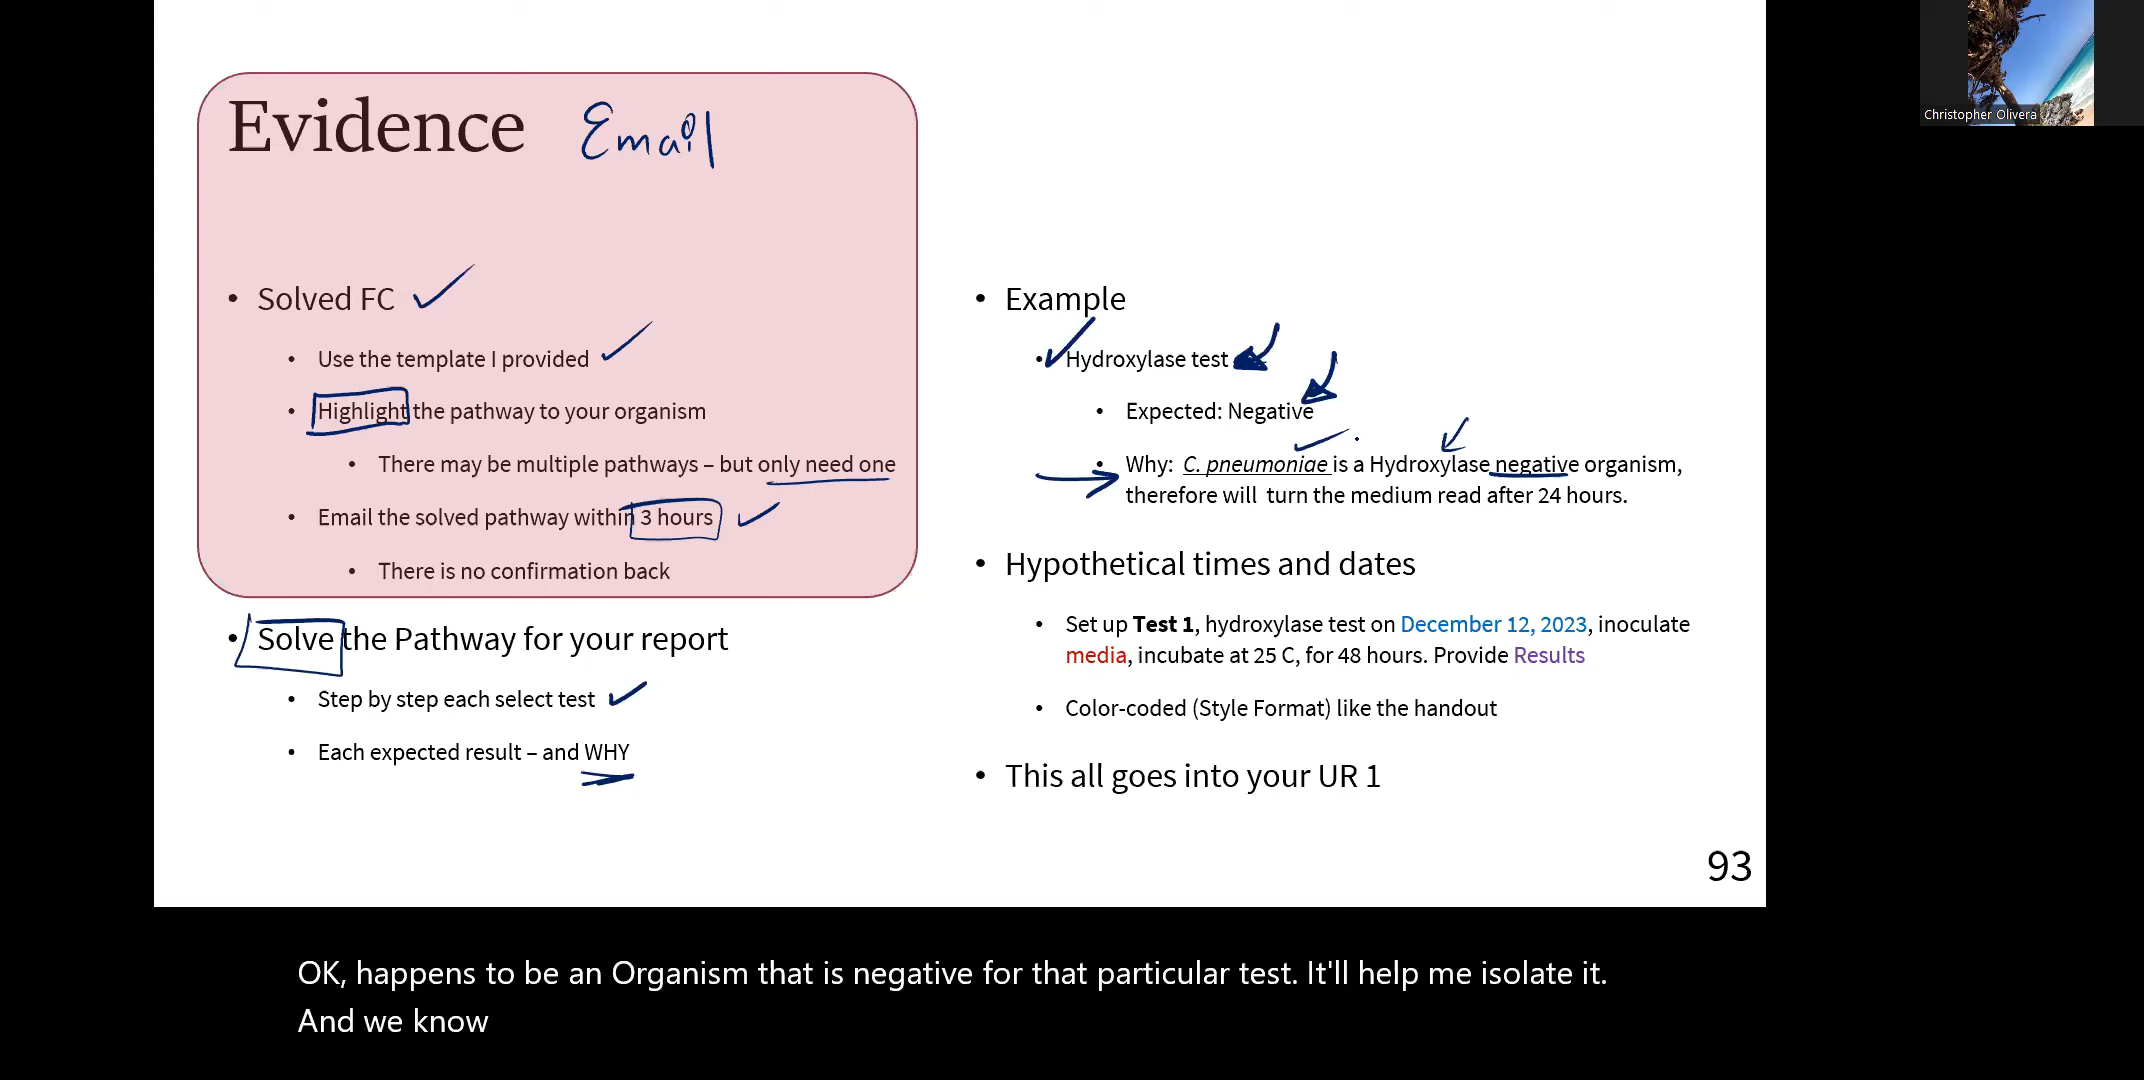 Evidence Email
• Solved FC
• Use the template I provided
• Highlight the pathway to your organism
• There may be multiple pathways – but only need one
• Email the solved pathway within 3 hours
• There is no confirmation back
• Solve the Pathway for your report
• Step by step each select test
• Each expected result – and WHY
• Example
• Hydroxylase test
• Expected: Negative
• Why: C. pneumoniae is a Hydroxylase negative organism,
therefore will turn the medium read after 24 hours.
• Hypothetical times and dates
• Set up Test 1, hydroxylase test on December 12, 2023, inoculate
media, incubate at 25 C, for 48 hours. Provide Results
• Color-coded (Style Format) like the handout
• This all goes into your UR 1
93
Christopher Olivera
OK, happens to be an Organism that is negative for that particular test. It'll help me isolate it.
And we know